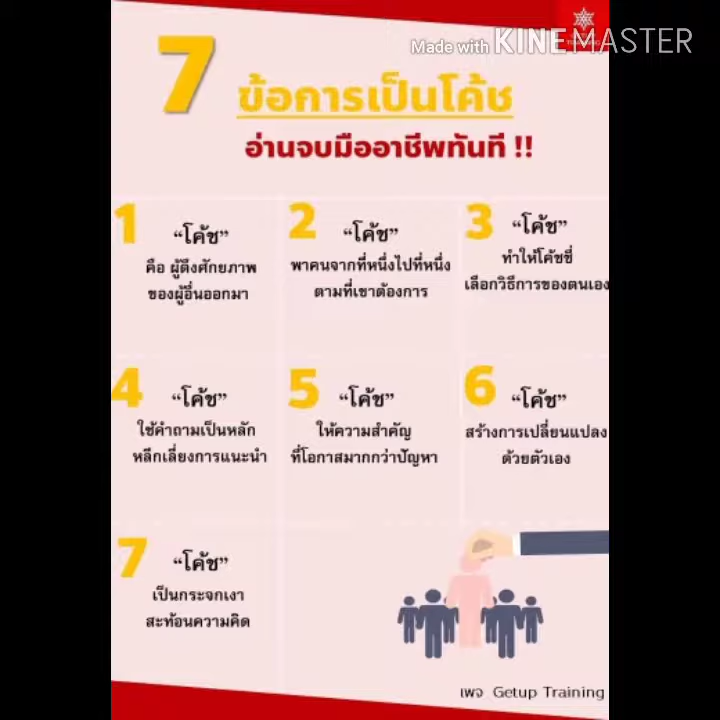 Made with KINEMASTER
7 ข้อการเป็นโค้ช
อ่านจบมืออาชีพทันที !!
1 “โค้ช”
คือ ผู้ดึงศักยภาพ
ของผู้อื่นออกมา
2 “โค้ช”
พาคนจากที่หนึ่งไปที่หนึ่ง
ตามที่เขาต้องการ
3 “โค้ช”
ทำให้โค้ชชี่
เลือกวิธีการของตนเอง
4 “โค้ช”
ใช้คำถามเป็นหลัก
หลีกเลี่ยงการแนะนำ
5 “โค้ช”
ให้ความสำคัญ
ที่โอกาสมากกว่าปัญหา
6 “โค้ช”
สร้างการเปลี่ยนแปลง
ด้วยตัวเอง
7 “โค้ช”
เป็นกระจกเงา
สะท้อนความคิด
เพจ Getup Training